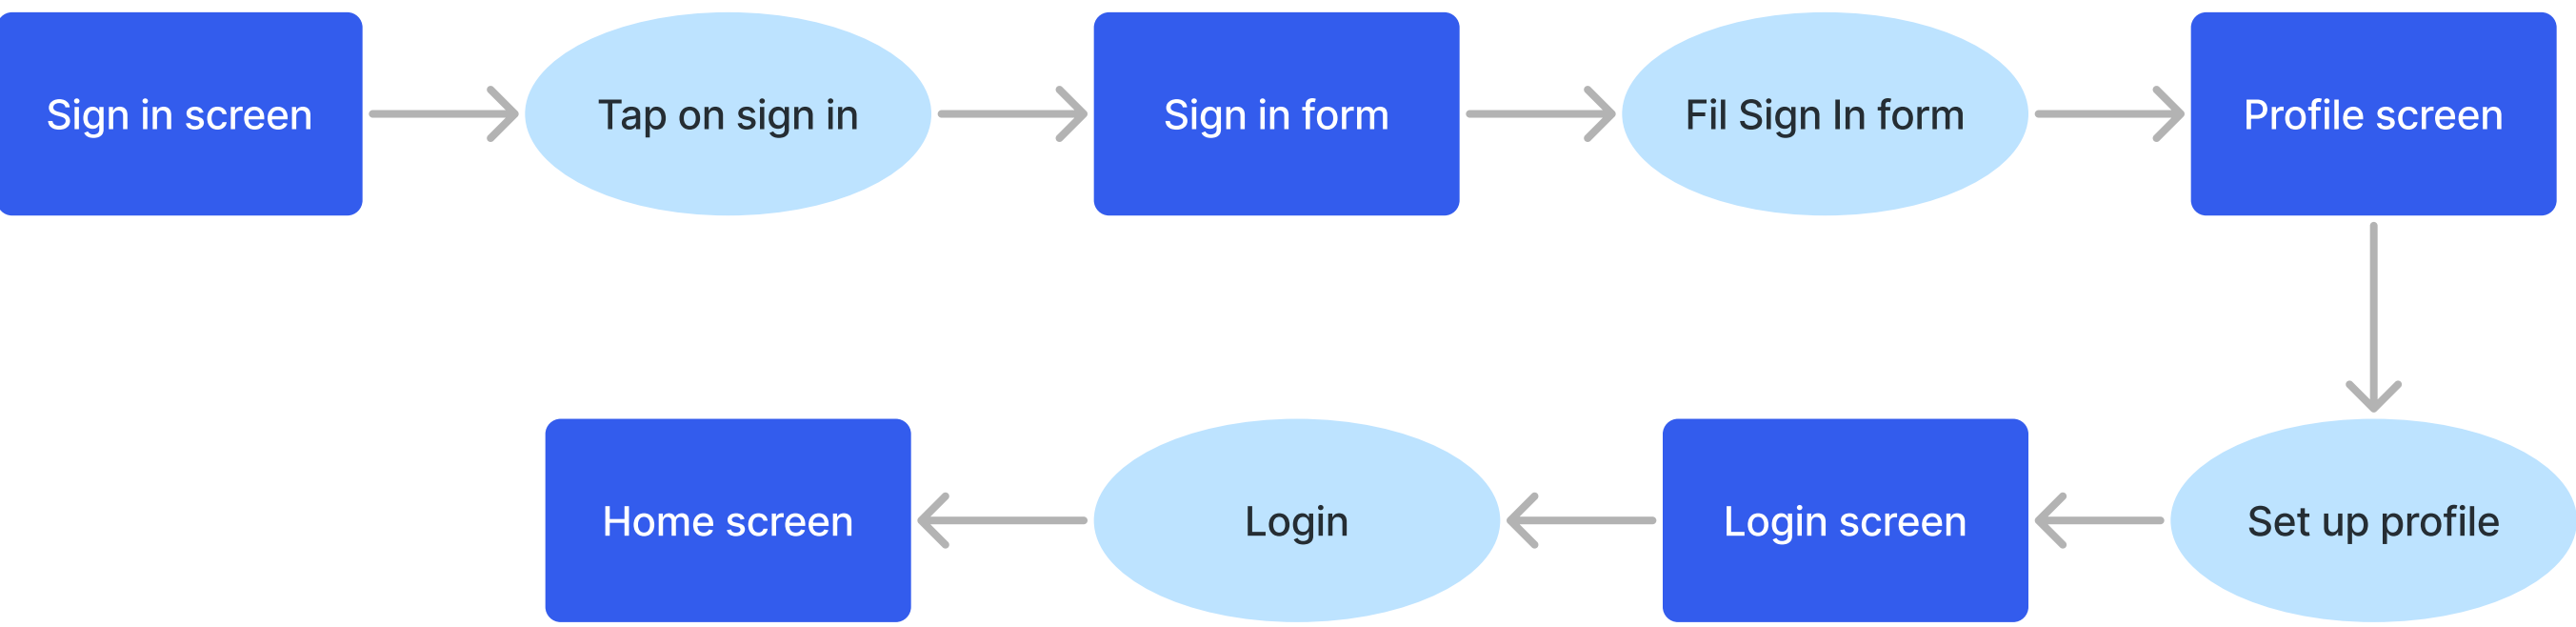 Sign in screen
Tap on sign in
Sign in form
Fil Sign In form
Profile screen
Home screen
Login
Login screen
Set up profile